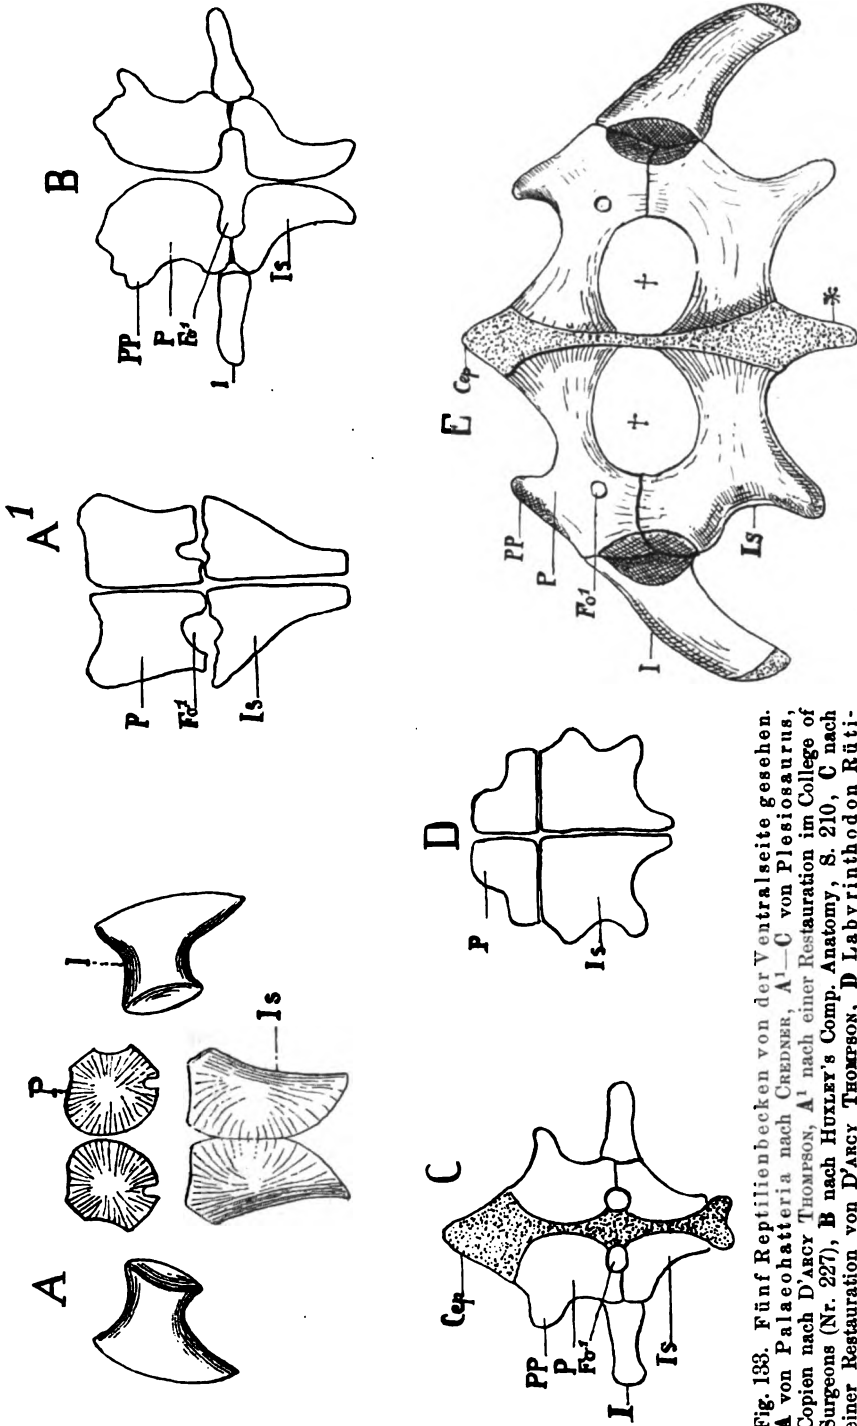 A
P
I
Is
A¹
P
Fo¹
Is
B
PP
P
Fo¹
I
Is
C
Cep
PP
P
Fo¹
Is
I
D
P
Is
E
Cep
PP
P
Fo¹
I
Is
†
†
*
Fig. 133. Fünf Reptilienbecken von der Ventralseite gesehen.
A von Palaeohatteria nach CREDNER, A¹—C von Plesiosaurus,
Copien nach D'ARCY THOMPSON, A¹ nach einer Restauration im College of
Surgeons (Nr. 227), B nach HUXLEY's Comp. Anatomy, S. 210, C nach
einer Restauration von D'ARCY THOMPSON, D Labyrinthodon Rüti-